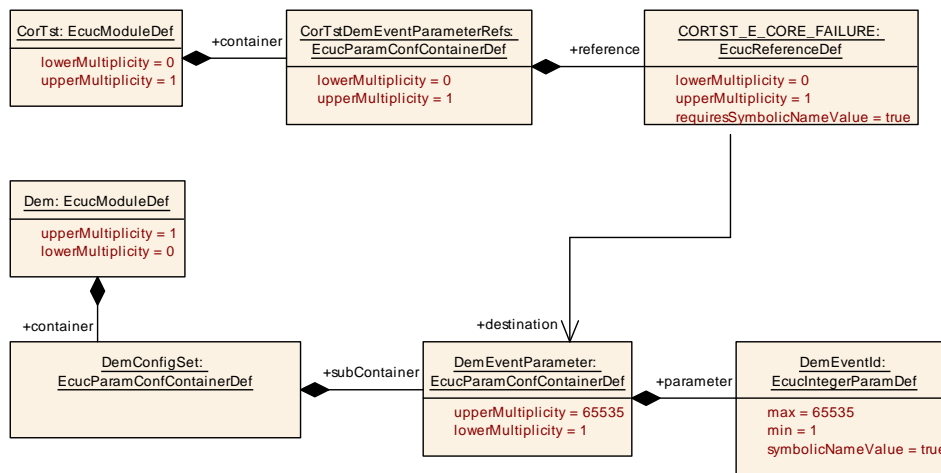 CorTst: EcucModuleDef
lowerMultiplicity = 0
upperMultiplicity = 1
+container
CorTstDemEventParameterRefs:
EcucParamConfContainerDef
lowerMultiplicity = 0
upperMultiplicity = 1
+reference
CORTST_E_CORE_FAILURE:
EcucReferenceDef
lowerMultiplicity = 0
upperMultiplicity = 1
requiresSymbolicNameValue = true
Dem: EcucModuleDef
upperMultiplicity = 1
lowerMultiplicity = 0
+container
+destination
DemConfigSet:
EcucParamConfContainerDef
+subContainer
DemEventParameter:
EcucParamConfContainerDef
upperMultiplicity = 65535
lowerMultiplicity = 1
+parameter
DemEventId:
EcucIntegerParamDef
max = 65535
min = 1
symbolicNameValue = true